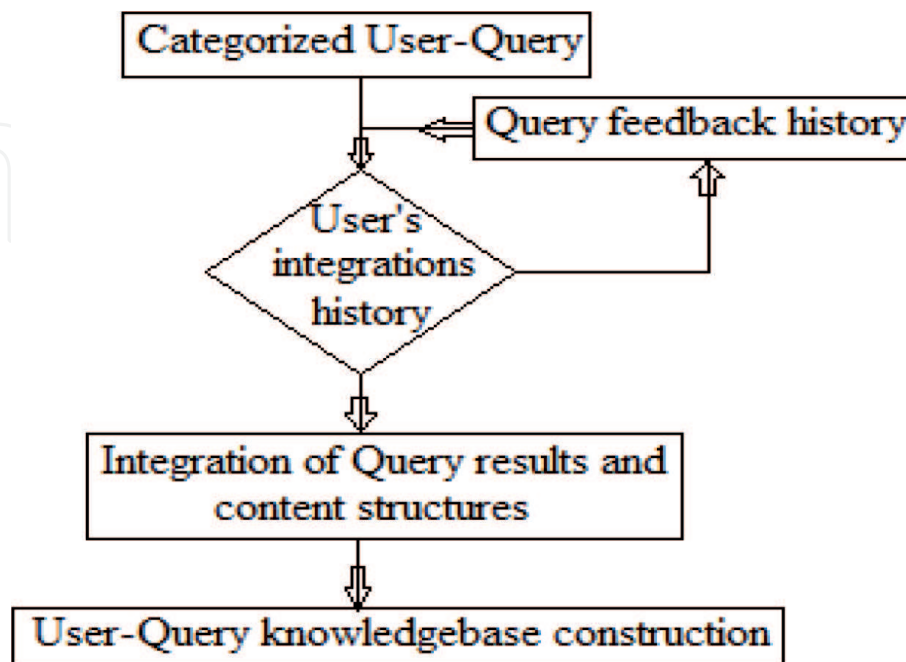 Categorized User-Query
Query feedback history
User's
integrations
history
Integration of Query results and
content structures
User-Query knowledgebase construction